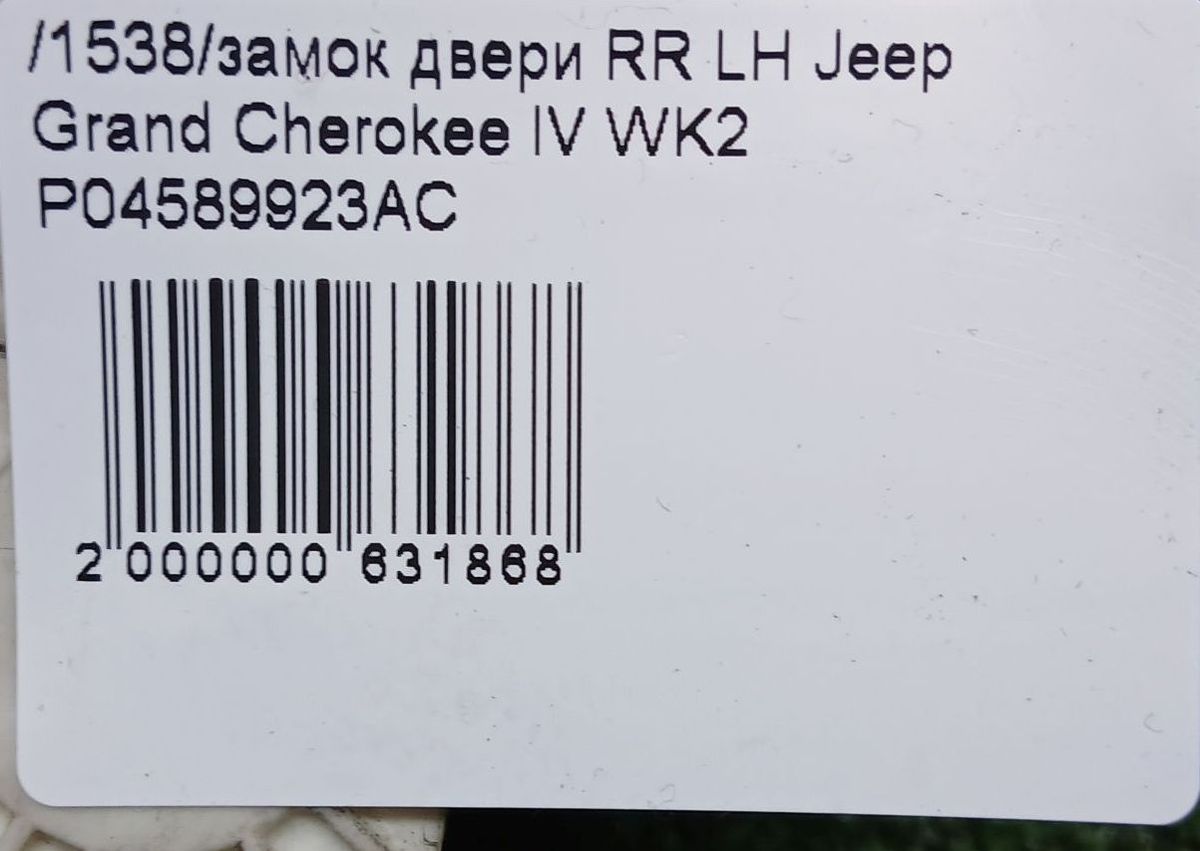 /1538/замок двери RR LH Jeep
Grand Cherokee IV WK2
P04589923AC
2 000000 631868